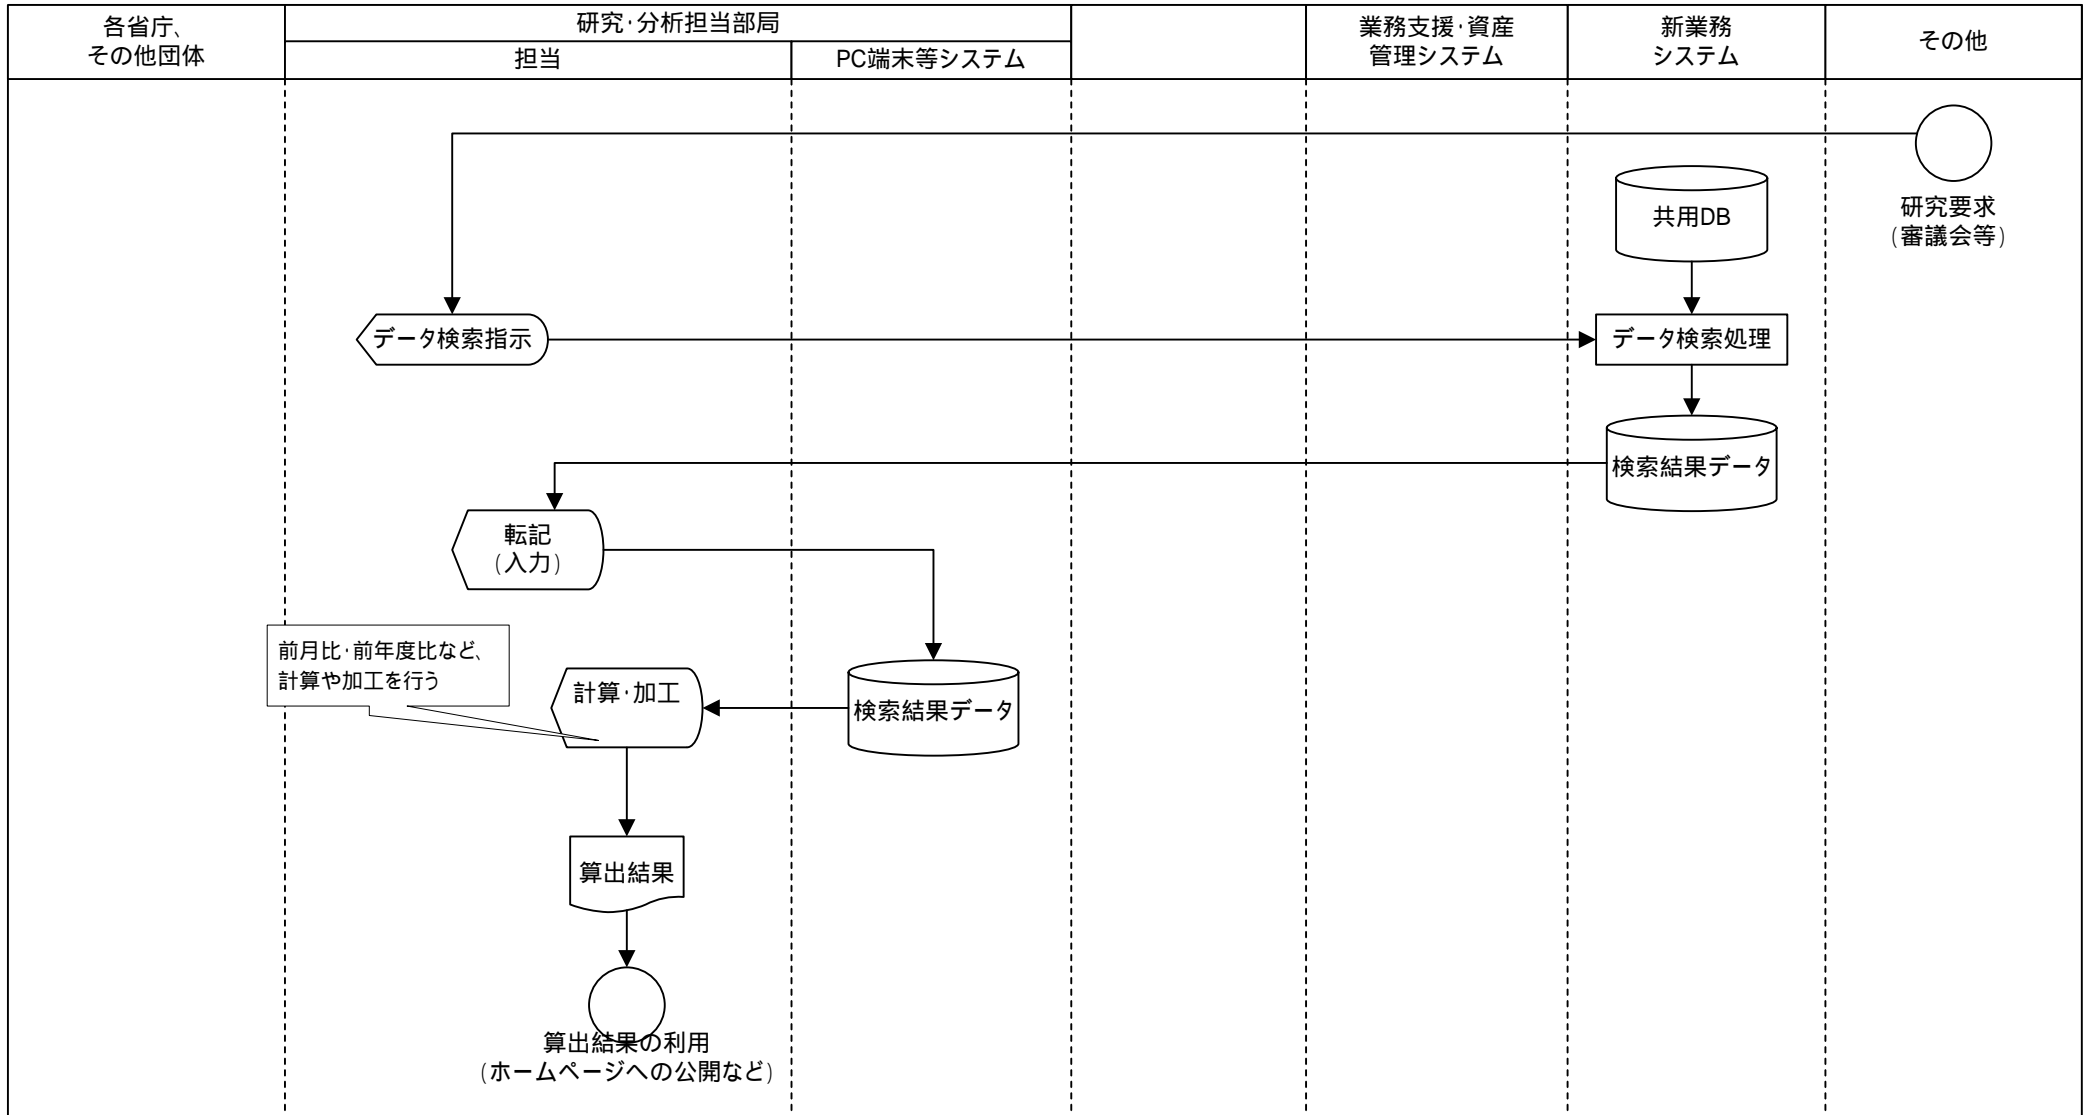 各省庁、
その他団体
研究・分析担当部局
担当
PC端末等システム
業務支援・資産
管理システム
新業務
システム
その他
共用DB
研究要求
(審議会等)
データ検索指示
データ検索処理
検索結果データ
転記
(入力)
前月比・前年度比など、
計算や加工を行う
計算・加工
検索結果データ
算出結果
算出結果の利用
(ホームページへの公開など)